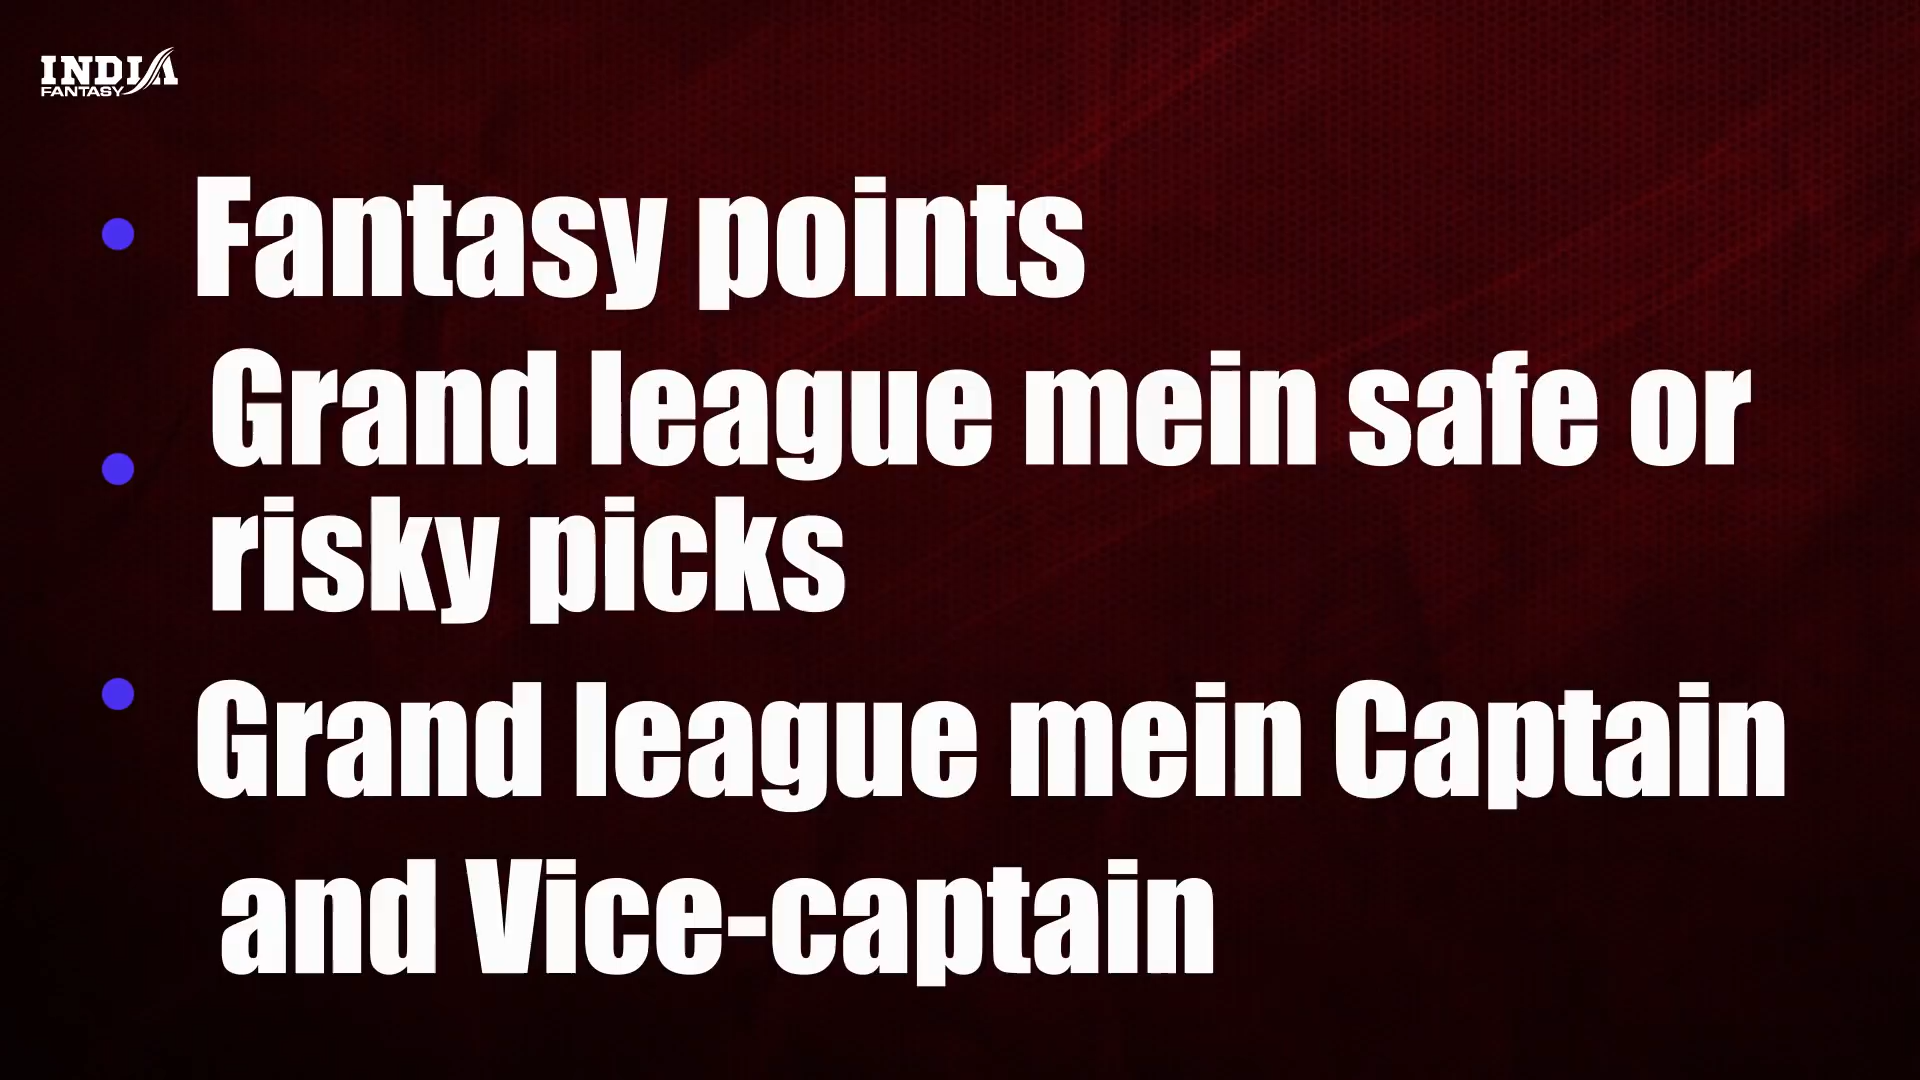 INDIA
FANTASY
Fantasy points
Grand league mein safe or
risky picks
Grand league mein Captain
and Vice-captain